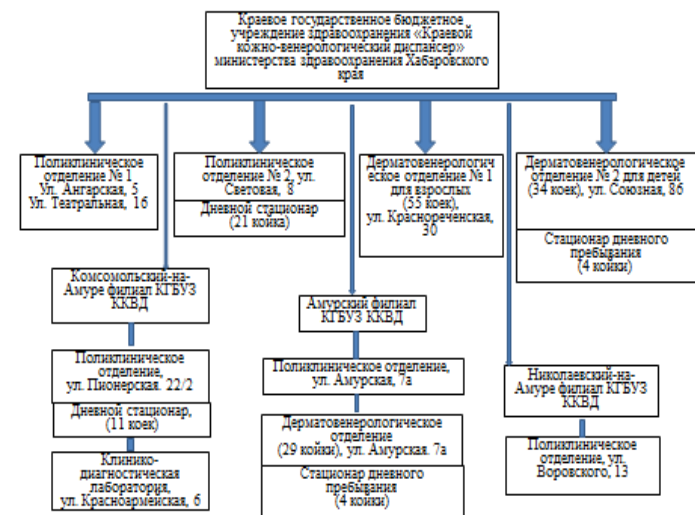 Краевое государственное бюджетное
учреждение здравоохранения «Краевой
кожно-венерологический диспансер»
министерства здравоохранения Хабаровского
края
Поликлиническое
отделение № 1
Ул. Ангарская, 5
Ул. Театральная, 16
Поликлиническое
отделение № 2, ул.
Световая, 8
Дневной стационар
(21 койка)
Дерматовенерологич
еское отделение № 1
для взрослых
(55 коек),
ул. Краснореченская,
30
Дерматовенерологическое
отделение № 2 для детей
(34 коек), ул. Союзная, 86
Стационар дневного
пребывания
(4 койки)
Комсомольский-на-
Амуре филиал КГБУЗ
ККВД
Поликлиническое
отделение,
ул. Пионерская. 22/2
Дневной стационар,
(11 коек)
Клинико-
диагностическая
лаборатория,
ул. Красноармейская, 6
Амурский филиал
КГБУЗ ККВД
Поликлиническое отделение,
ул. Амурская, 7а
Дерматовенерологическое
отделение
(29 койки), ул. Амурская. 7а
Стационар дневного
пребывания
(4 койки)
Николаевский-на-
Амуре филиал КГБУЗ
ККВД
Поликлиническое
отделение, ул.
Воровского, 13